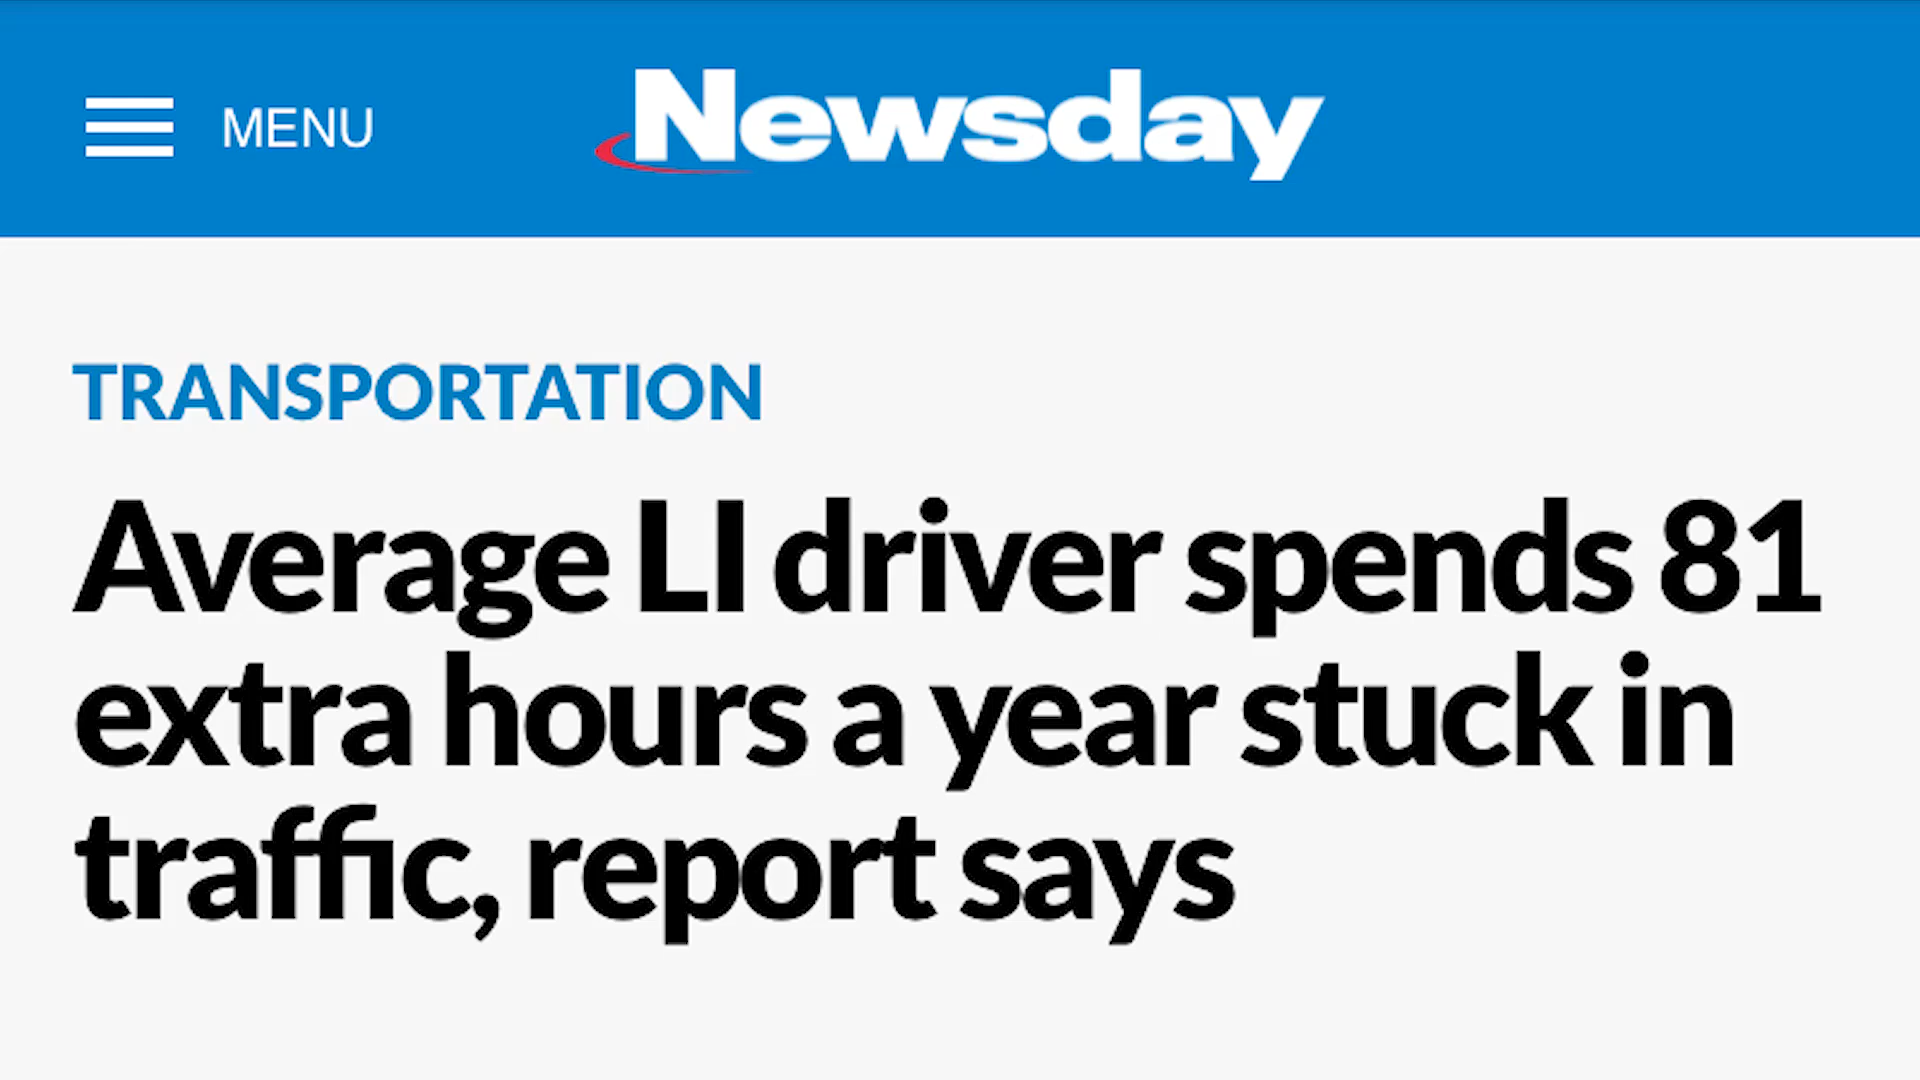 MENU
Newsday
TRANSPORTATION
Average LI driver spends 81
extra hours a year stuck in
traffic, report says